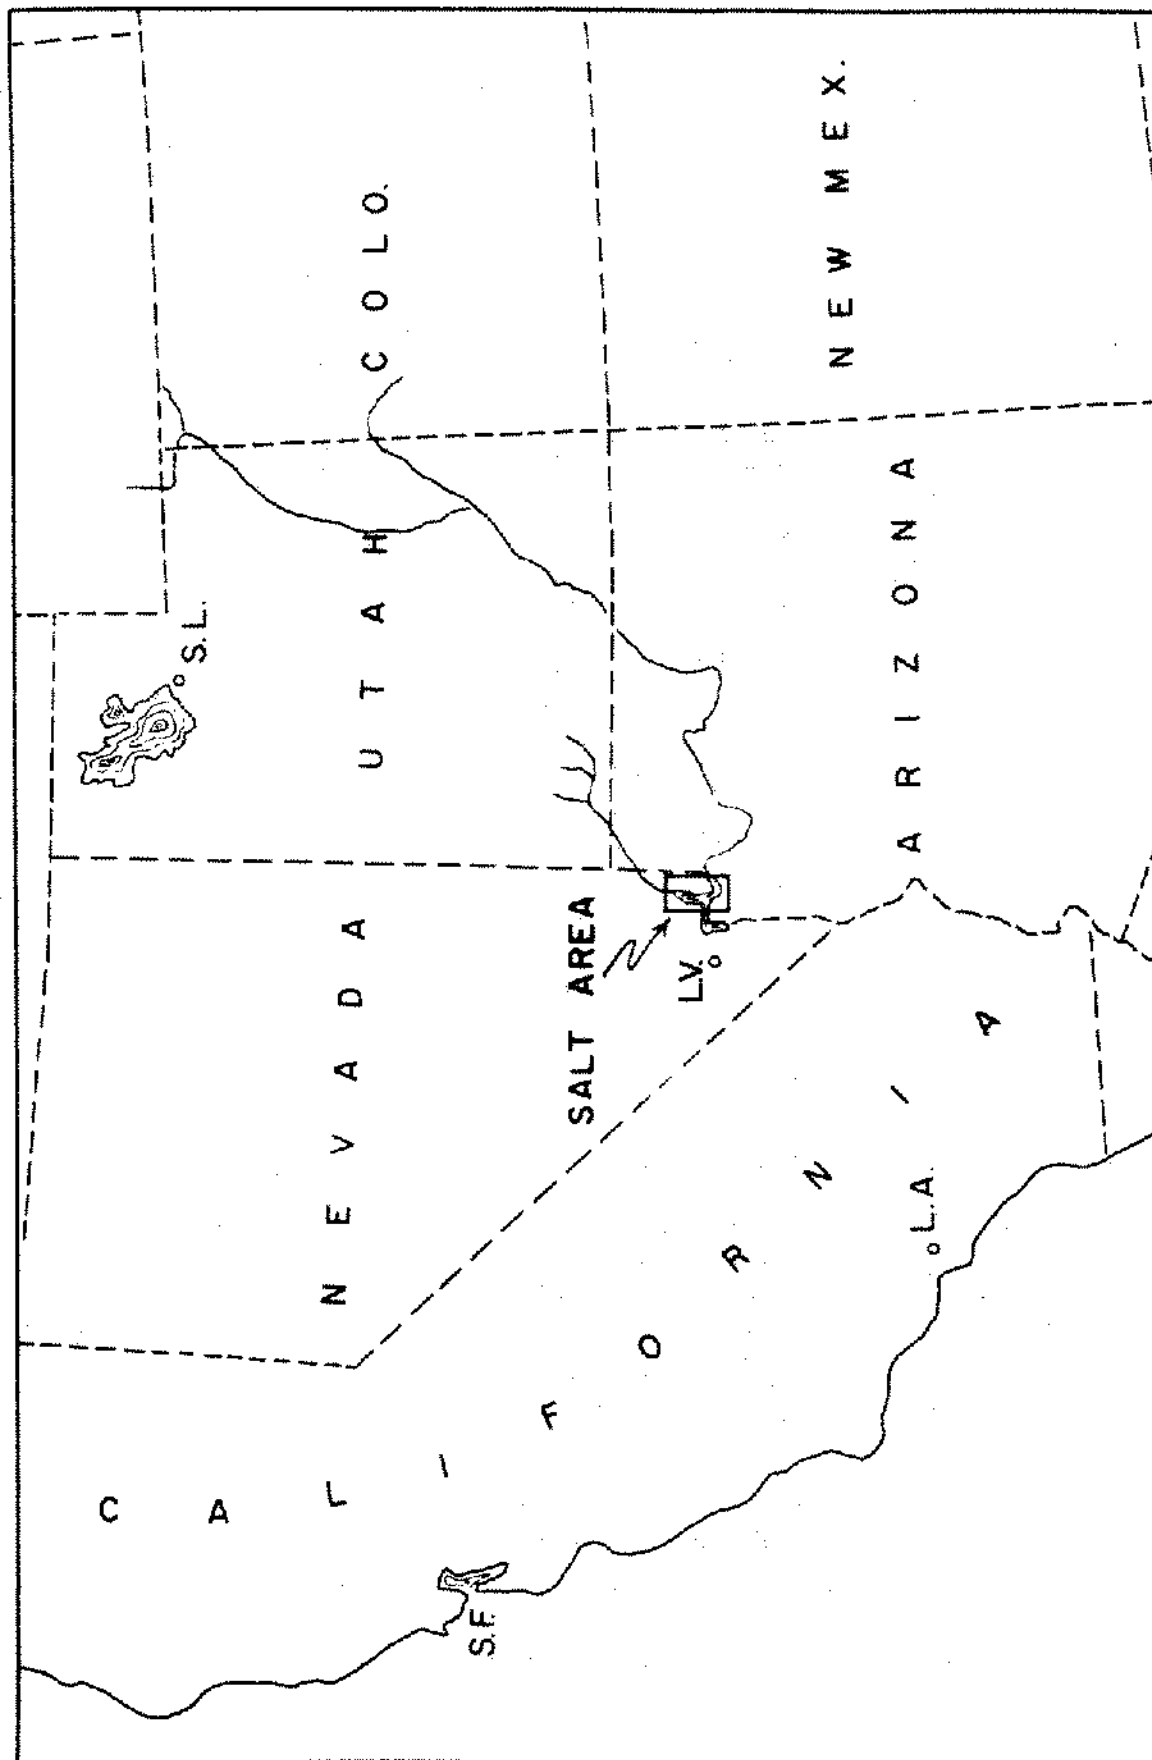 CALIFORNIA
NEVADA
UTAH
COLO.
ARIZONA
NEW MEX.
SALT AREA
S.L.
L.V.
L.A.
S.F.